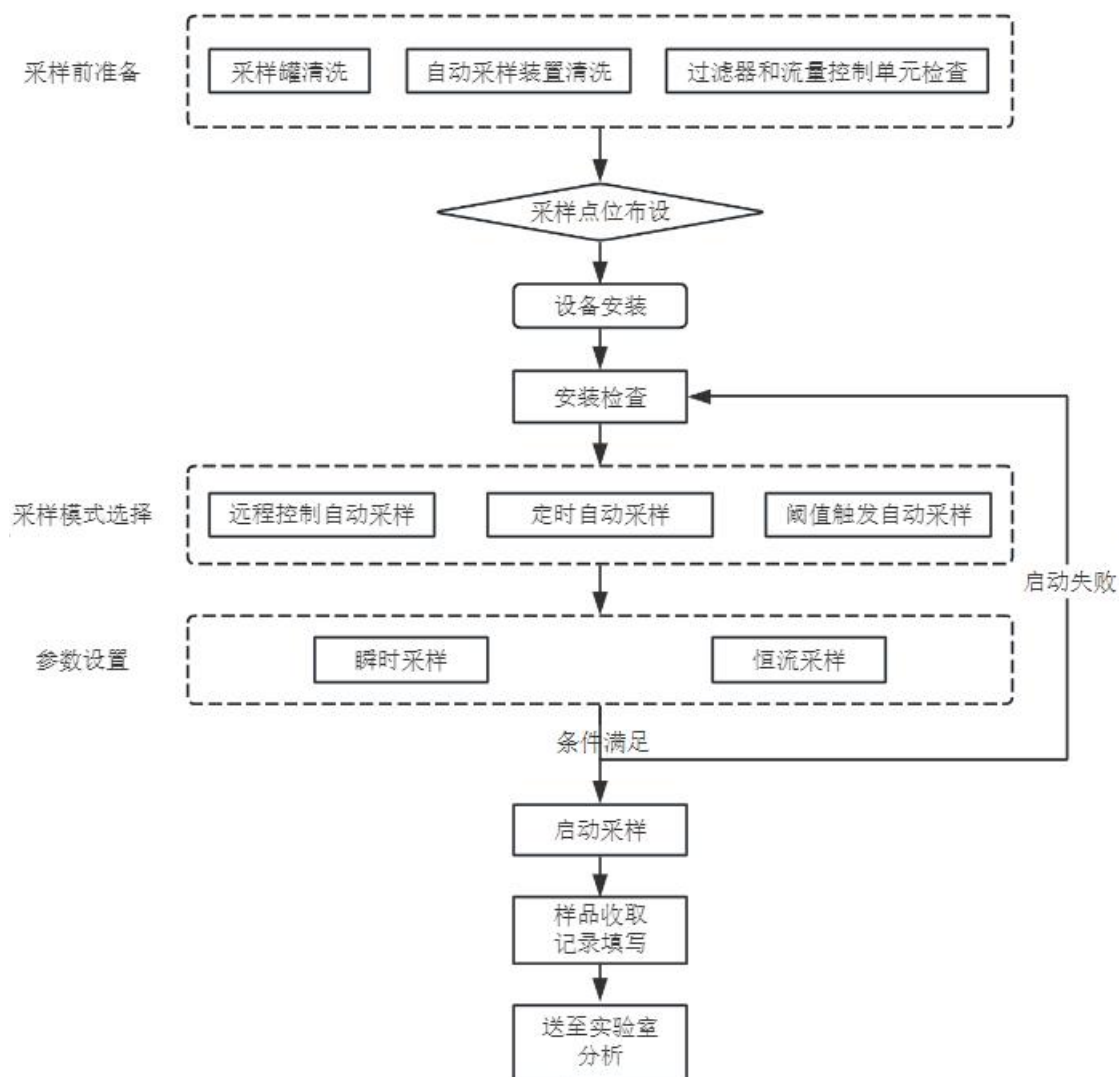 采样前准备
采样罐清洗
自动采样装置清洗
过滤器和流量控制单元检查
采样点位布设
设备安装
安装检查
采样模式选择
远程控制自动采样
定时自动采样
阈值触发自动采样
启动失败
参数设置
瞬时采样
恒流采样
条件满足
启动采样
样品收取
记录填写
送至实验室
分析